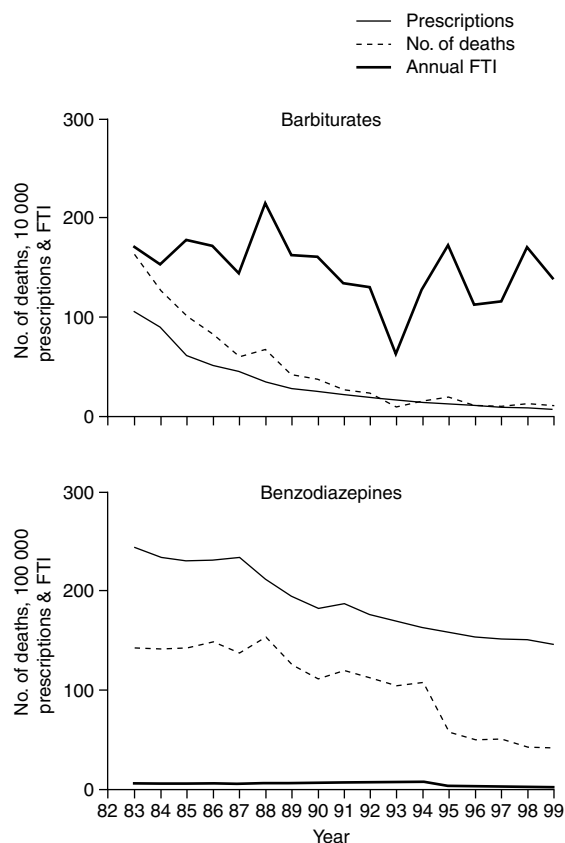 Prescriptions
No. of deaths
Annual FTI
Barbiturates
300
200
100
0
No. of deaths, 10 000
prescriptions & FTI
Benzodiazepines
300
200
100
0
No. of deaths, 100 000
prescriptions & FTI
82 83 84 85 86 87 88 89 90 91 92 93 94 95 96 97 98 99
Year